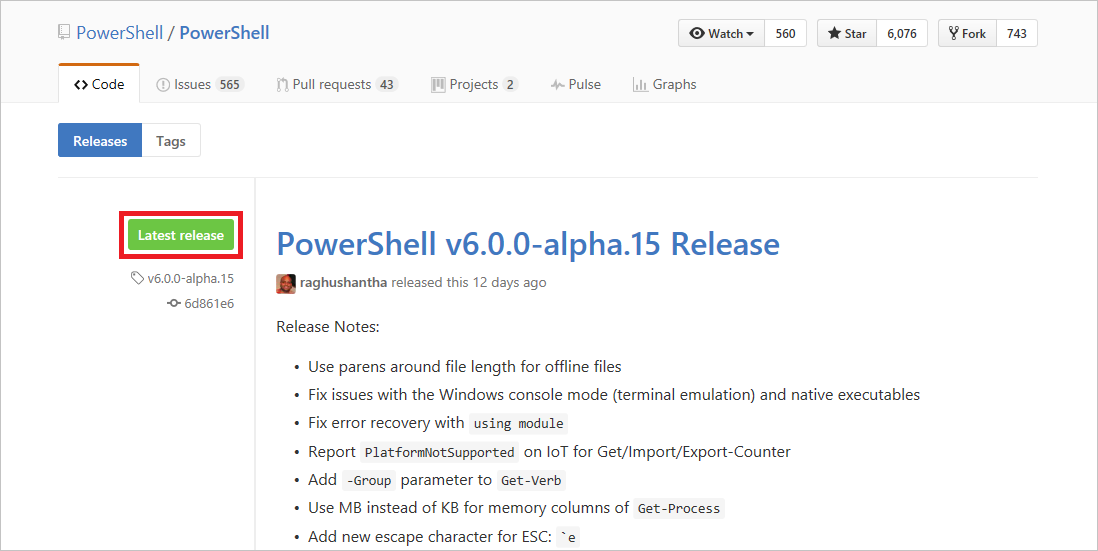 PowerShell / PowerShell
Watch 560 Star 6,076 Fork 743
Code Issues 565 Pull requests 43 Projects 2 Pulse Graphs
Releases Tags
Latest release
v6.0.0-alpha.15
6d861e6
PowerShell v6.0.0-alpha.15 Release
raghushantha released this 12 days ago
Release Notes:
• Use parens around file length for offline files
• Fix issues with the Windows console mode (terminal emulation) and native executables
• Fix error recovery with using module
• Report PlatformNotSupported on IoT for Get/Import/Export-Counter
• Add -Group parameter to Get-Verb
• Use MB instead of KB for memory columns of Get-Process
• Add new escape character for ESC: `e